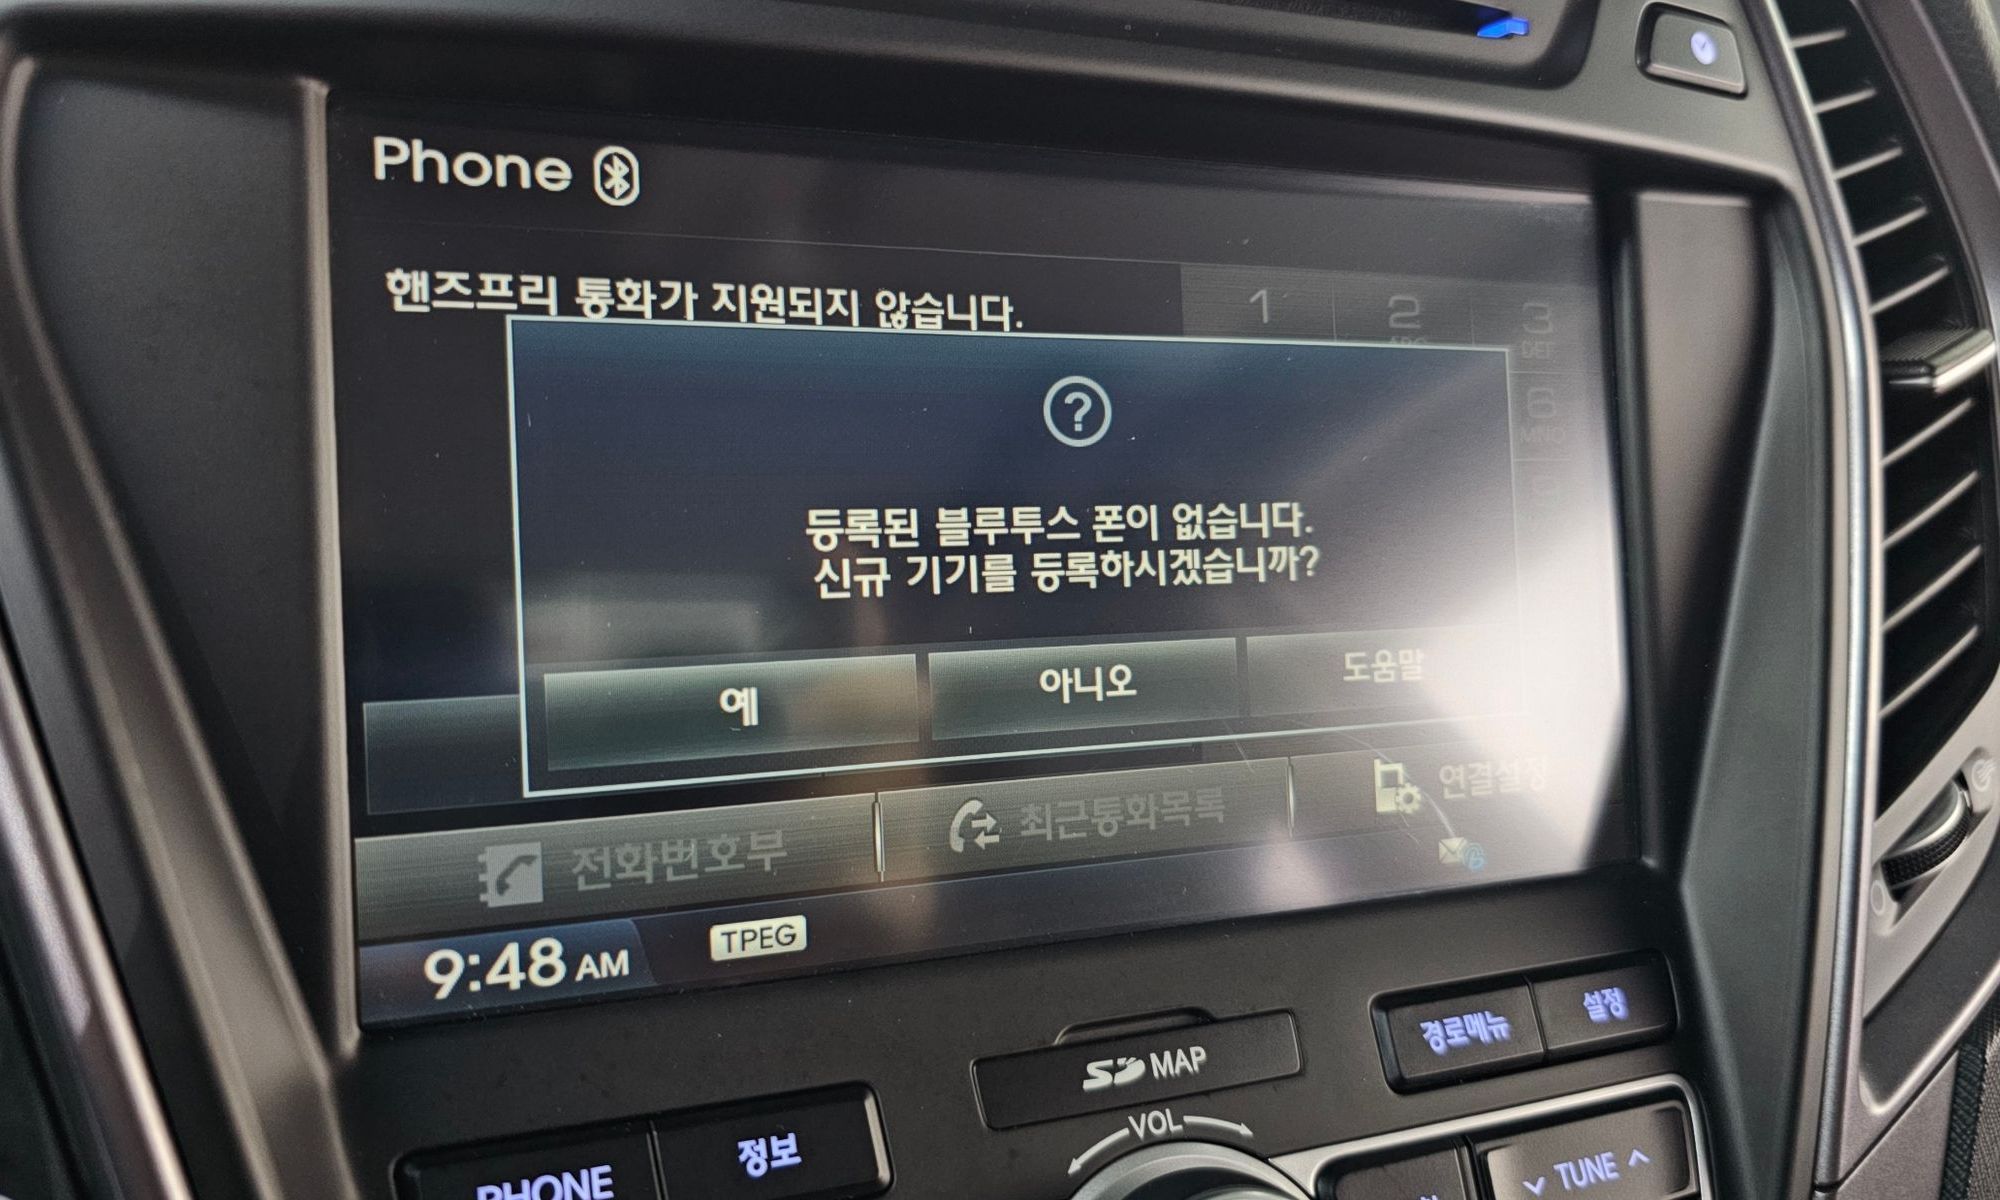 Phone
핸즈프리 통화가 지원되지 않습니다.
1
2
3
DEF
6
MNO
?
등록된 블루투스 폰이 없습니다.
신규 기기를 등록하시겠습니까?
예
아니오
도움말
전화번호부
최근통화목록
연결설정
9:48 AM
TPEG
경로메뉴
설정
SD MAP
VOL
PHONE
정보
TUNE